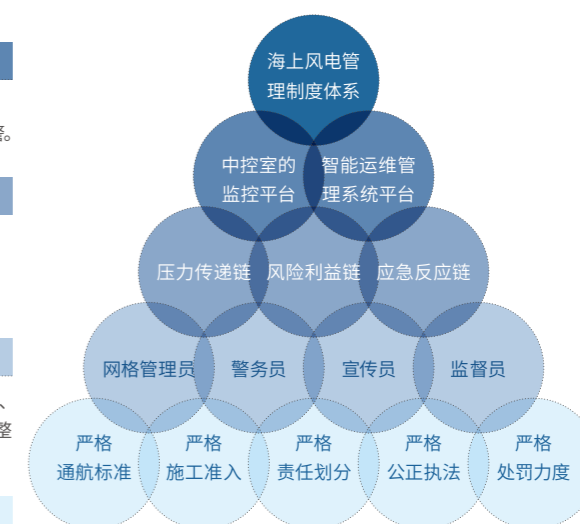 海上风电管
理制度体系
警。
中控室的
监控平台
智能运维管
理系统平台
压力传递链
风险利益链
应急反应链
网格管理员
警务员
宣传员
监督员
、
整
严格
通航标准
严格
施工准入
严格
责任划分
严格
公正执法
严格
处罚力度